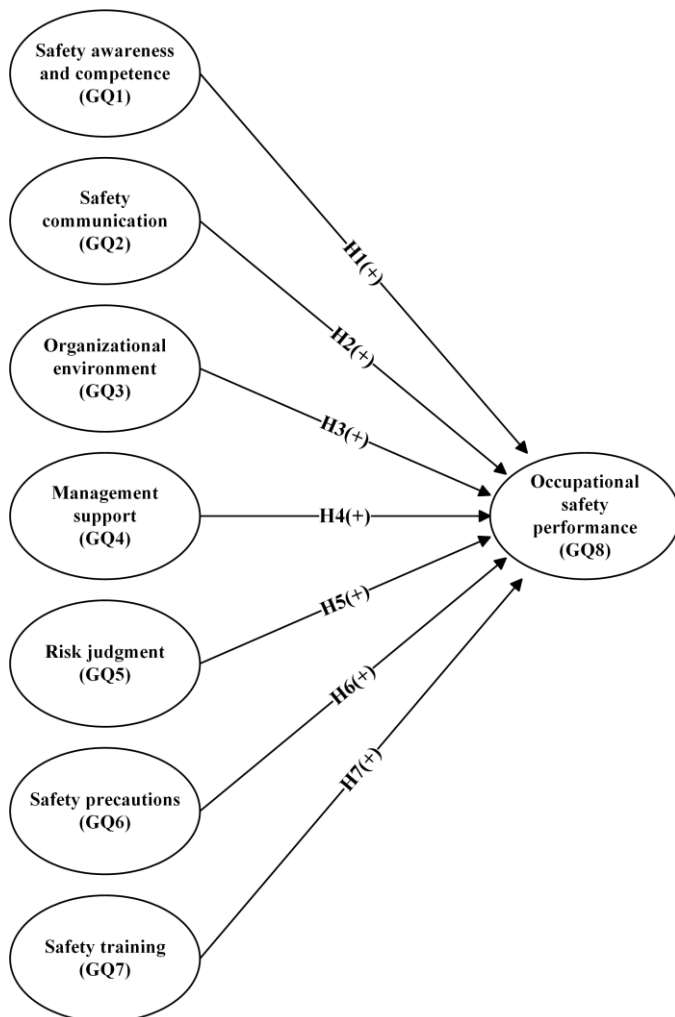 Safety awareness
and competence
(GQ1)
Safety
communication
(GQ2)
Organizational
environment
(GQ3)
Management
support
(GQ4)
Risk judgment
(GQ5)
Safety precautions
(GQ6)
Safety training
(GQ7)
H1(+)
H2(+)
H3(+)
H4(+)
H5(+)
H6(+)
H7(+)
Occupational
safety
performance
(GQ8)